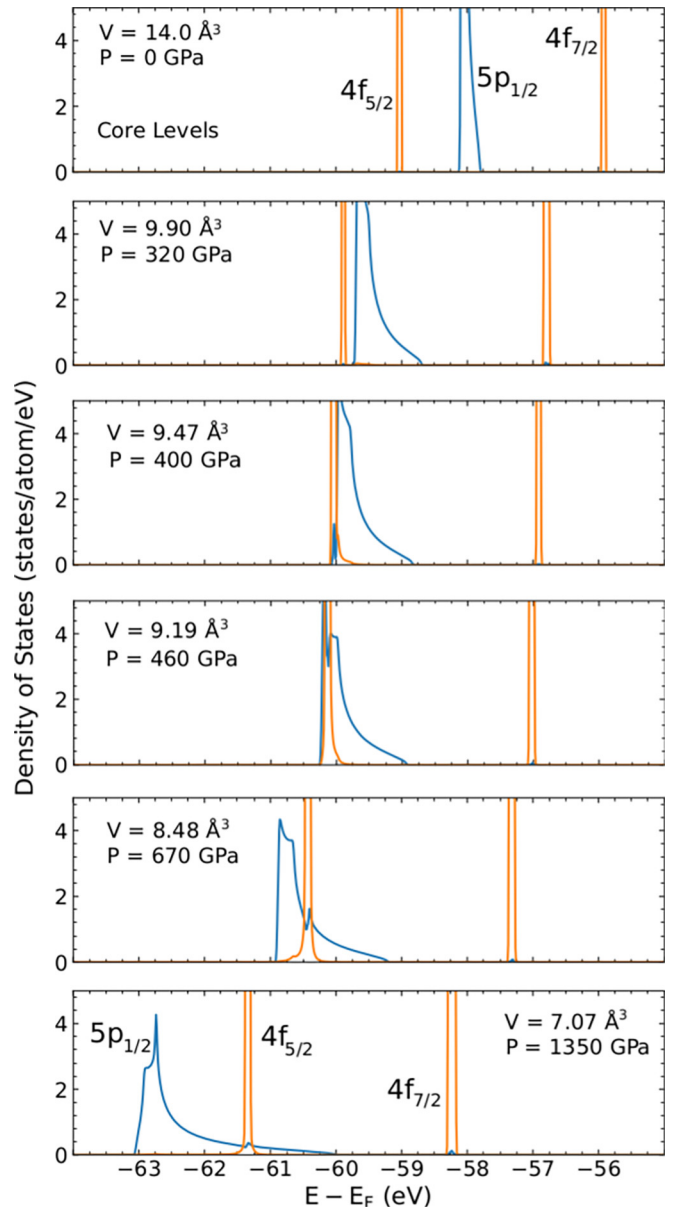 V = 14.0 Å³
P = 0 GPa
4f₇/₂
4f₅/₂
5p₁/₂
Core Levels
4
2
0
V = 9.90 Å³
P = 320 GPa
4
2
0
V = 9.47 Å³
P = 400 GPa
4
2
0
V = 9.19 Å³
P = 460 GPa
4
2
0
V = 8.48 Å³
P = 670 GPa
4
2
0
5p₁/₂
4f₅/₂
4f₇/₂
V = 7.07 Å³
P = 1350 GPa
4
2
0
−63 −62 −61 −60 −59 −58 −57 −56
E − E_F (eV)
Density of States (states/atom/eV)